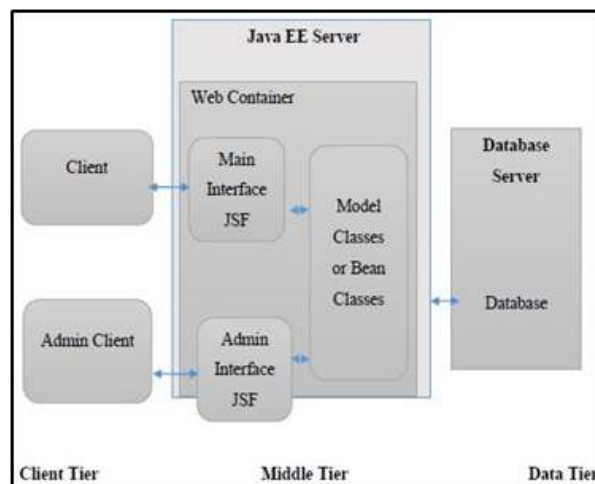 Java EE Server
Web Container
Client
Main
Interface
JSF
Model
Classes
or Bean
Classes
Database
Server
Database
Admin Client
Admin
Interface
JSF
Client Tier
Middle Tier
Data Tier